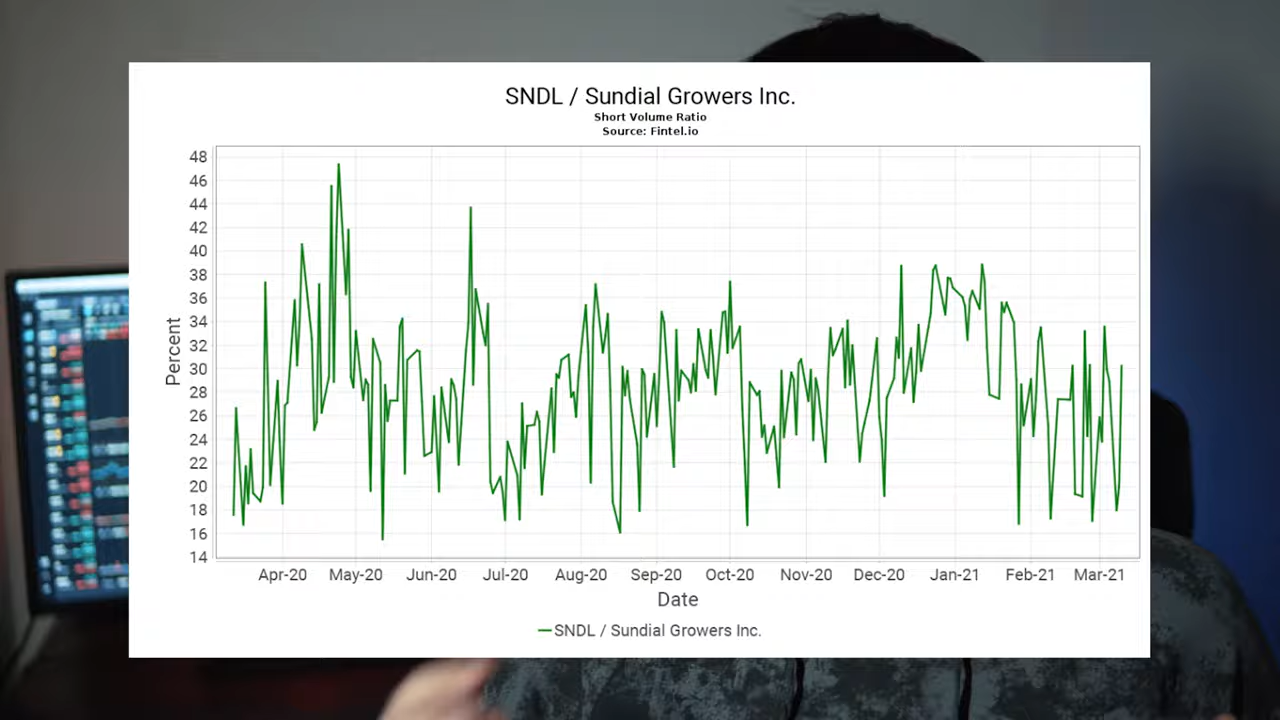 SNDL / Sundial Growers Inc.
Short Volume Ratio
Source: Fintel.io
48
46
44
42
40
38
36
34
32
30
28
26
24
22
20
18
16
14
Percent
Apr-20 May-20 Jun-20 Jul-20 Aug-20 Sep-20 Oct-20 Nov-20 Dec-20 Jan-21 Feb-21 Mar-21
Date
SNDL / Sundial Growers Inc.